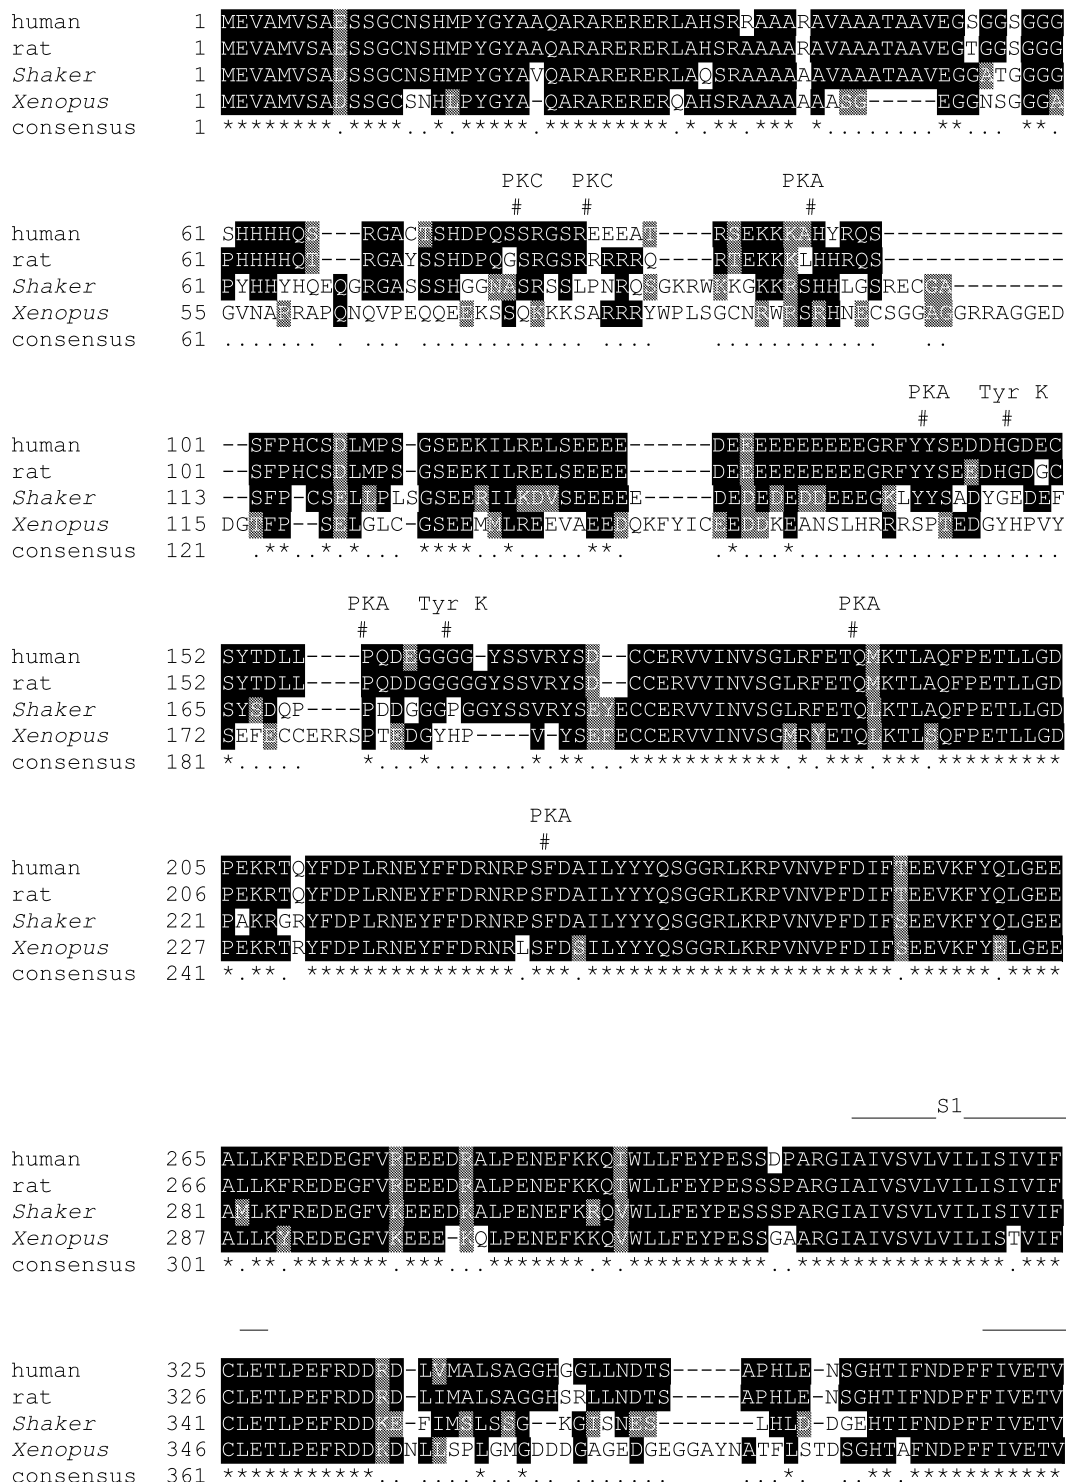 human 1 MEVAMVSAESSGCNSHMPYGYAAQARARERERLAHSRRAAARAVAAATAAVEGSGGSGGG
rat 1 MEVAMVSAESSGCNSHMPYGYAAQARARERERLAHSRAAAARAVAAATAAVEGTGGSGGG
Shaker 1 MEVAMVSADSSGCNSHMPYGYAVQARARERERLAQSRAAAAAAVAAATAAVEGGATGGGG
Xenopus 1 MEVAMVSADSSGCSNHLPYGYA-QARARERERQAHSRAAAAAAASG-----EGGNSGGGA
consensus 1 ********.****..*.*****.*********.*.**.***.*........**... **.
PKC PKC PKA
# # #
human 61 SHHHHQS---RGACTSHDPQSSRGSREEEAT----RSEKKKAHYRQS-------------
rat 61 PHHHHQT---RGAYSSHDPQGSRGSRRRRRQ----RTEKKKLHHRQS-------------
Shaker 61 PYHHYHQEQGRGASSSHGGNASRSSLPNRQSGKRWKKGKKRSHHLGSRECGA--------
Xenopus 55 GVNAFRAPQNQVPEQQEEKSSQKKKSARRRYWPLSGCNRWRSRHNECSGGAGGRRAGGED
consensus 61 ......... ..................... .......... ..
PKA Tyr K
# #
human 101 --SFPHCSDLMPS-GSEEKILRELSEEEE------DEEEEEEEEEGRFYYSEDDHGDEC
rat 101 --SFPHCSDLMPS-GSEEKILRELSEEEE------DEEEEEEEEEGRFYYSEEDHGDGC
Shaker 113 --SFP-CSELLPLSGSEERILKDVSEEEEE-----DEDEDEDDEEEGKLYYSADYGEDEF
Xenopus 115 DGTFP--SELGLC-GSEEMMLREEVAEEDQKFYICEEDDKEANSLHRRRSPTEDGYHPVY
consensus 121 .**..*.*... ****..*.....**. .*...*...................
PKA Tyr K PKA
# # #
human 152 SYTDLL----PQDEGGGG-YSSVRYSD--CCERVVINVSGLRFETQMKTLAQFPETLLGD
rat 152 SYTDLL----PQDDGGGGGYSSVRYSD--CCERVVINVSGLRFETQMKTLAQFPETLLGD
Shaker 165 SYSDQP----PDDGGGPGGYSSVRYSEYECCERVVINVSGLRFETQLKTLAQFPETLLGD
Xenopus 172 SEFECCERRSPTEDGYHP----V-YSEFECCERVVINVSGMRYETQLKTLSQFPETLLGD
consensus 181 *..... *...*.......*.**...***********.*.***.***.*********
PKA
#
human 205 PEKRTQYFDPLRNEYFFDRNRPSFDAILYYYQSGGRLKRPVNVPFDIFTEEVKFYQLGEE
rat 206 PEKRTQYFDPLRNEYFFDRNRPSFDAILYYYQSGGRLKRPVNVPFDIFTEEVKFYQLGEE
Shaker 221 PAKRGRYFDPLRNEYFFDRNRPSFDAILYYYQSGGRLKRPVNVPFDIFSEEVKFYQLGEE
Xenopus 227 PEKRTRYFDPLRNEYFFDRNRLSFDSILYYYQSGGRLKRPVNVPFDIFSEEVKFYSLGEE
consensus 241 *.**. ***************.***.**********************.******.****
S1
human 265 ALLKFREDEGFVREEEDRALPENEFKKQIWLLFEYPESSDPARGIAIVSVLVILISIVIF
rat 266 ALLKFREDEGFVREEEDRALPENEFKKQIWLLFEYPESSSPARGIAIVSVLVILISIVIF
Shaker 281 AMLKFREDEGFVKEEEDKALPENEFKRQVWLLFEYPESSSPARGIAIVSVLVILISIVIF
Xenopus 287 ALLKYREDEGFVKEEE-KQLPENEFKKQVWLLFEYPESSGAARGIAIVSVLVILISTVIF
consensus 301 *.**.*******.***...*******.*.**********..***************.***
human 325 CLETLPEFRDDRD-LVMALSAGGHGGLLNDTS-----APHLE-NSGHTIFNDPFFIVETV
rat 326 CLETLPEFRDDRD-LIMALSAGGHSRLLNDTS-----APHLE-NSGHTIFNDPFFIVETV
Shaker 341 CLETLPEFRDDKE-FIMSLSSG--KGTSNES-------LHLD-DGEHTIFNDPFFIVETV
Xenopus 346 CLETLPEFRDDKDNLLSPLGMGDDDGAGEDGEGGAYNATFLSTDSGHTAFNDPFFIVETV
consensus 361 ***********.......*..*.......... ..*. ...**.***********